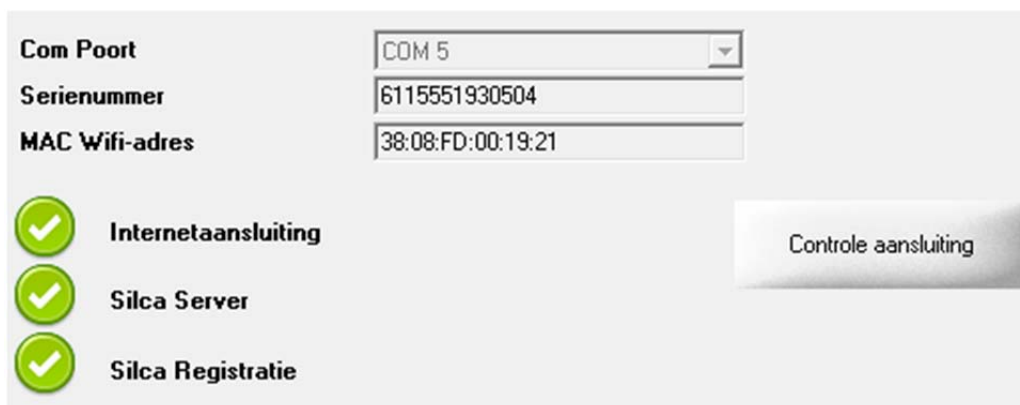 Com Poort COM 5
Serienummer 6115551930504
MAC Wifi-adres 38:08:FD:00:19:21
Internetaansluiting
Controle aansluiting
Silca Server
Silca Registratie